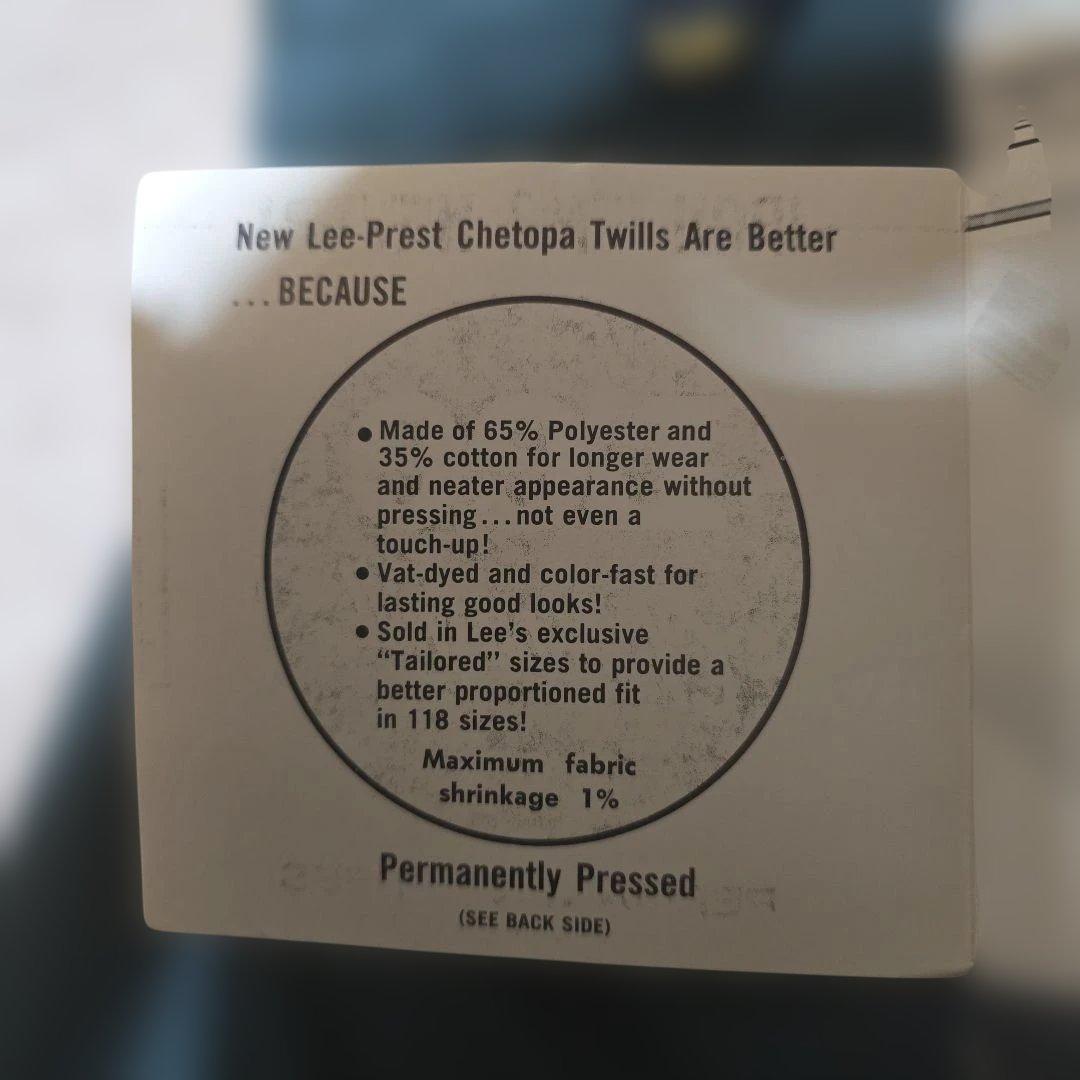 New Lee-Prest Chetopa Twills Are Better
...BECAUSE
• Made of 65% Polyester and
35% cotton for longer wear
and neater appearance without
pressing...not even a
touch-up!
• Vat-dyed and color-fast for
lasting good looks!
• Sold in Lee's exclusive
“Tailored” sizes to provide a
better proportioned fit
in 118 sizes!
Maximum fabric
shrinkage 1%
Permanently Pressed
(SEE BACK SIDE)